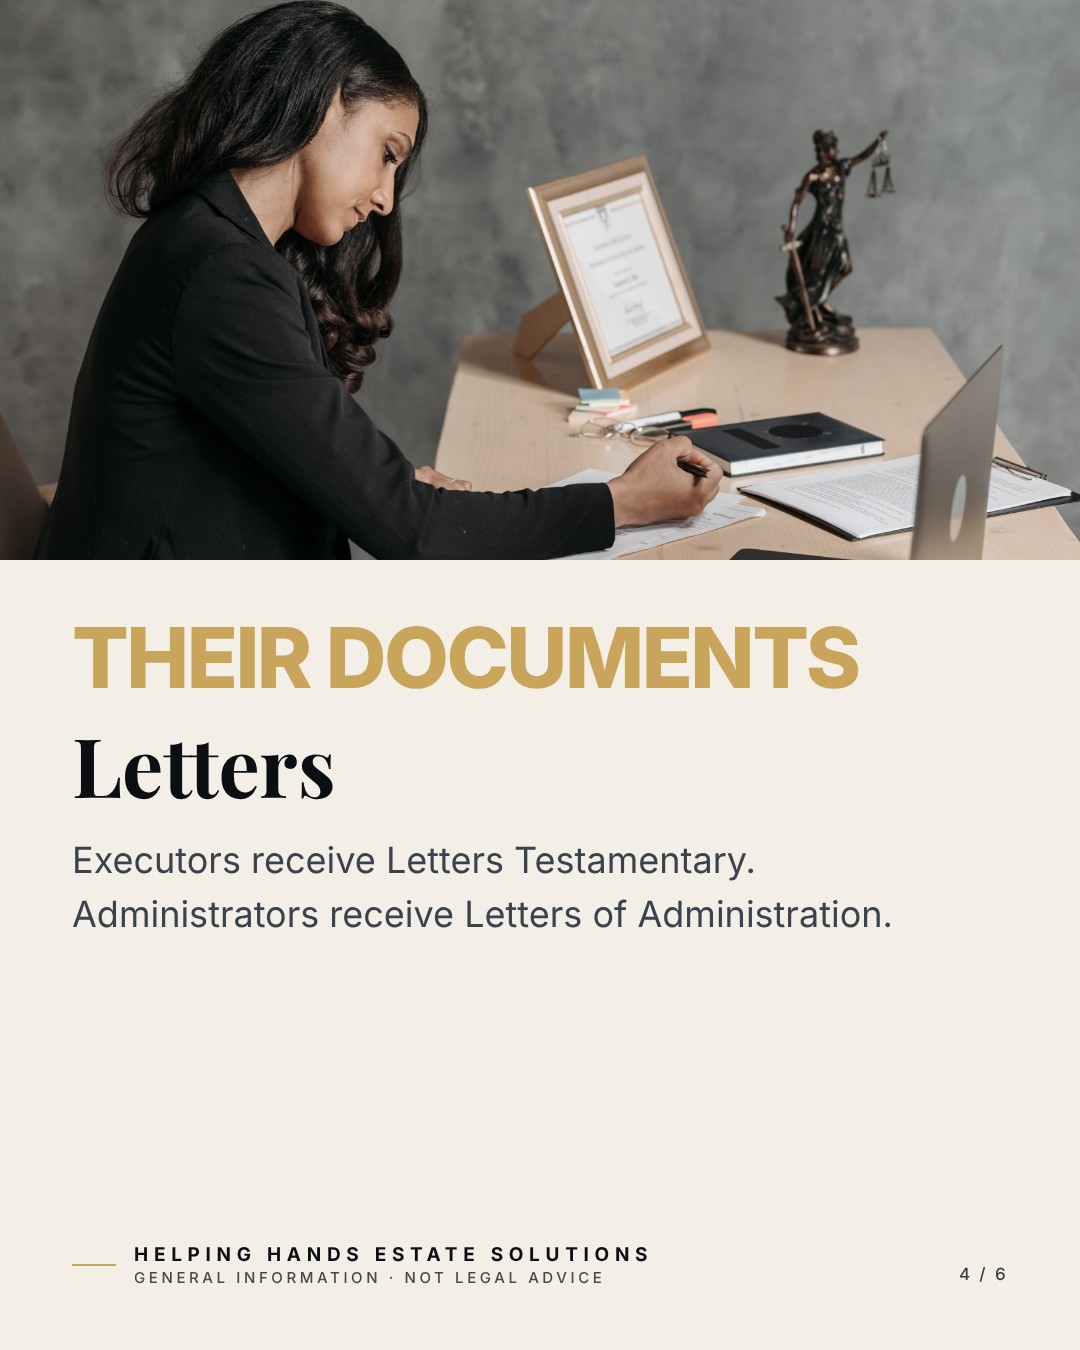 THEIR DOCUMENTS
Letters
Executors receive Letters Testamentary.
Administrators receive Letters of Administration.
HELPING HANDS ESTATE SOLUTIONS
GENERAL INFORMATION · NOT LEGAL ADVICE
4 / 6